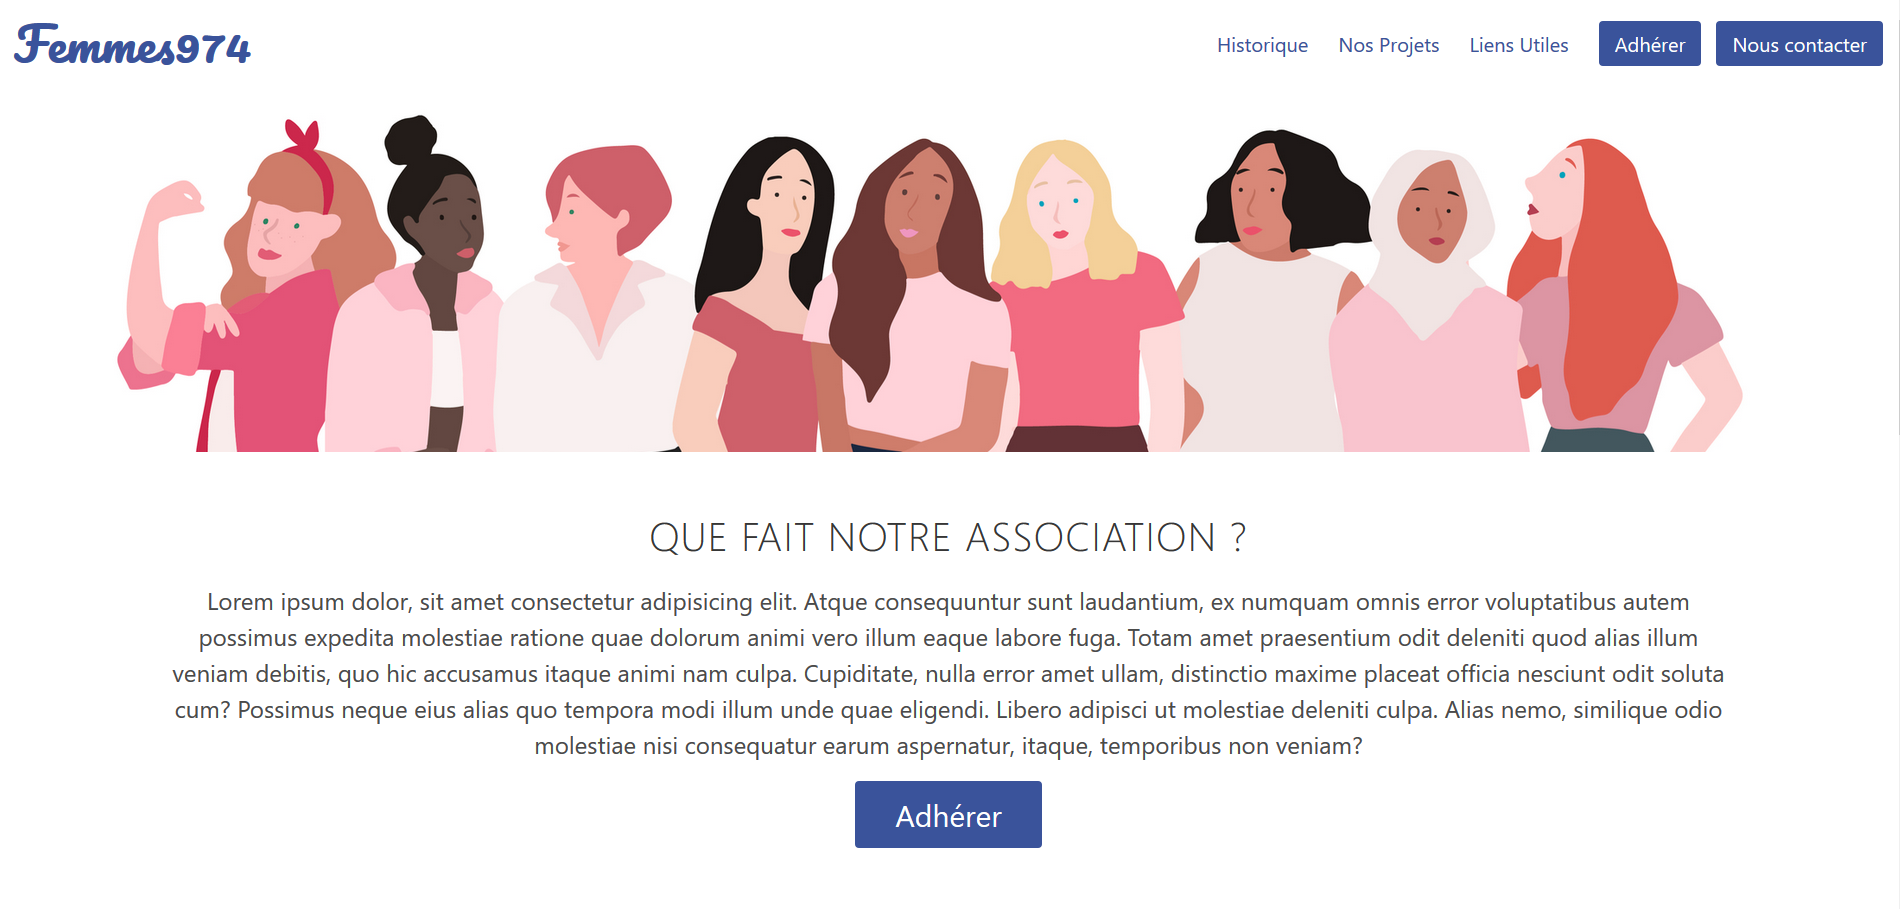 Femmes974
Historique
Nos Projets
Liens Utiles
Adhérer
Nous contacter
QUE FAIT NOTRE ASSOCIATION ?
Lorem ipsum dolor, sit amet consectetur adipisicing elit. Atque consequuntur sunt laudantium, ex numquam omnis error voluptatibus autem
possimus expedita molestiae ratione quae dolorum animi vero illum eaque labore fuga. Totam amet praesentium odit deleniti quod alias illum
veniam debitis, quo hic accusamus itaque animi nam culpa. Cupiditate, nulla error amet ullam, distinctio maxime placeat officia nesciunt odit soluta
cum? Possimus neque eius alias quo tempora modi illum unde quae eligendi. Libero adipisci ut molestiae deleniti culpa. Alias nemo, similique odio
molestiae nisi consequatur earum aspernatur, itaque, temporibus non veniam?
Adhérer